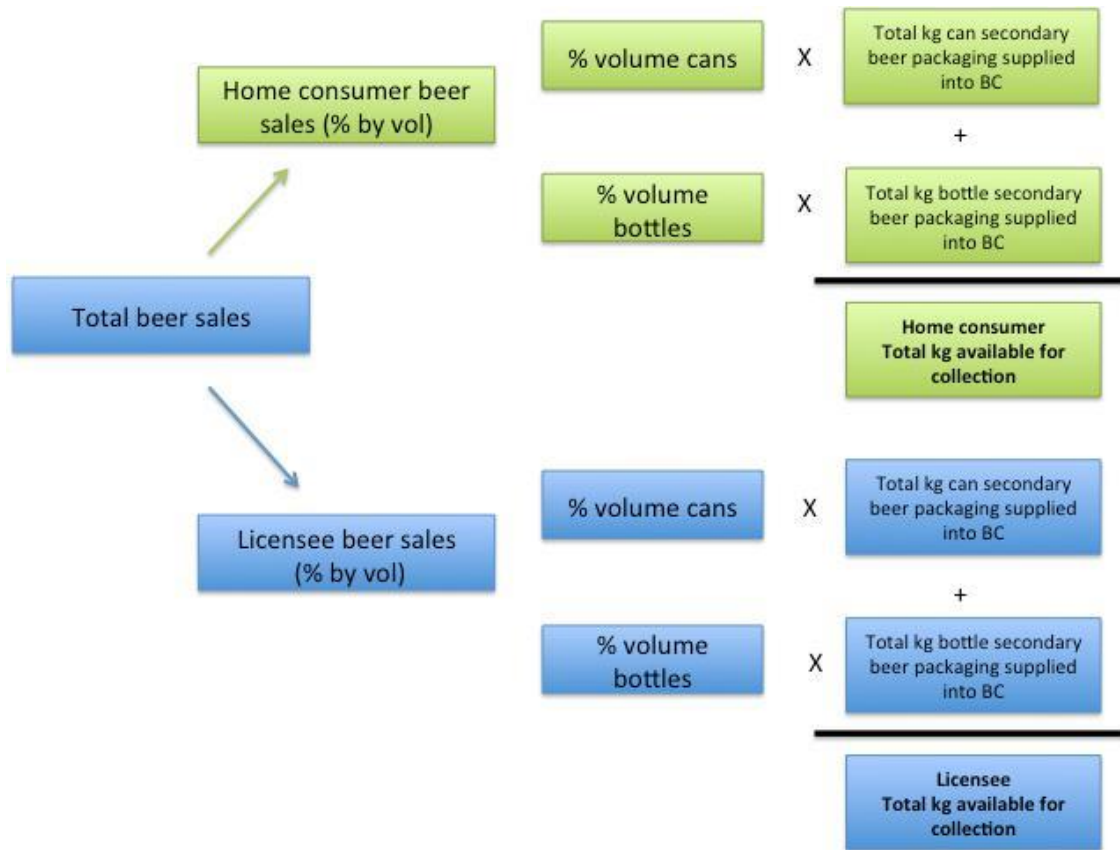 Home consumer beer
sales (% by vol)
% volume cans
X
Total kg can secondary
beer packaging supplied
into BC
+
% volume
bottles
X
Total kg bottle secondary
beer packaging supplied
into BC
Home consumer
Total kg available for
collection
Total beer sales
Licensee beer sales
(% by vol)
% volume cans
X
Total kg can secondary
beer packaging supplied
into BC
+
% volume
bottles
X
Total kg bottle secondary
beer packaging supplied
into BC
Licensee
Total kg available for
collection